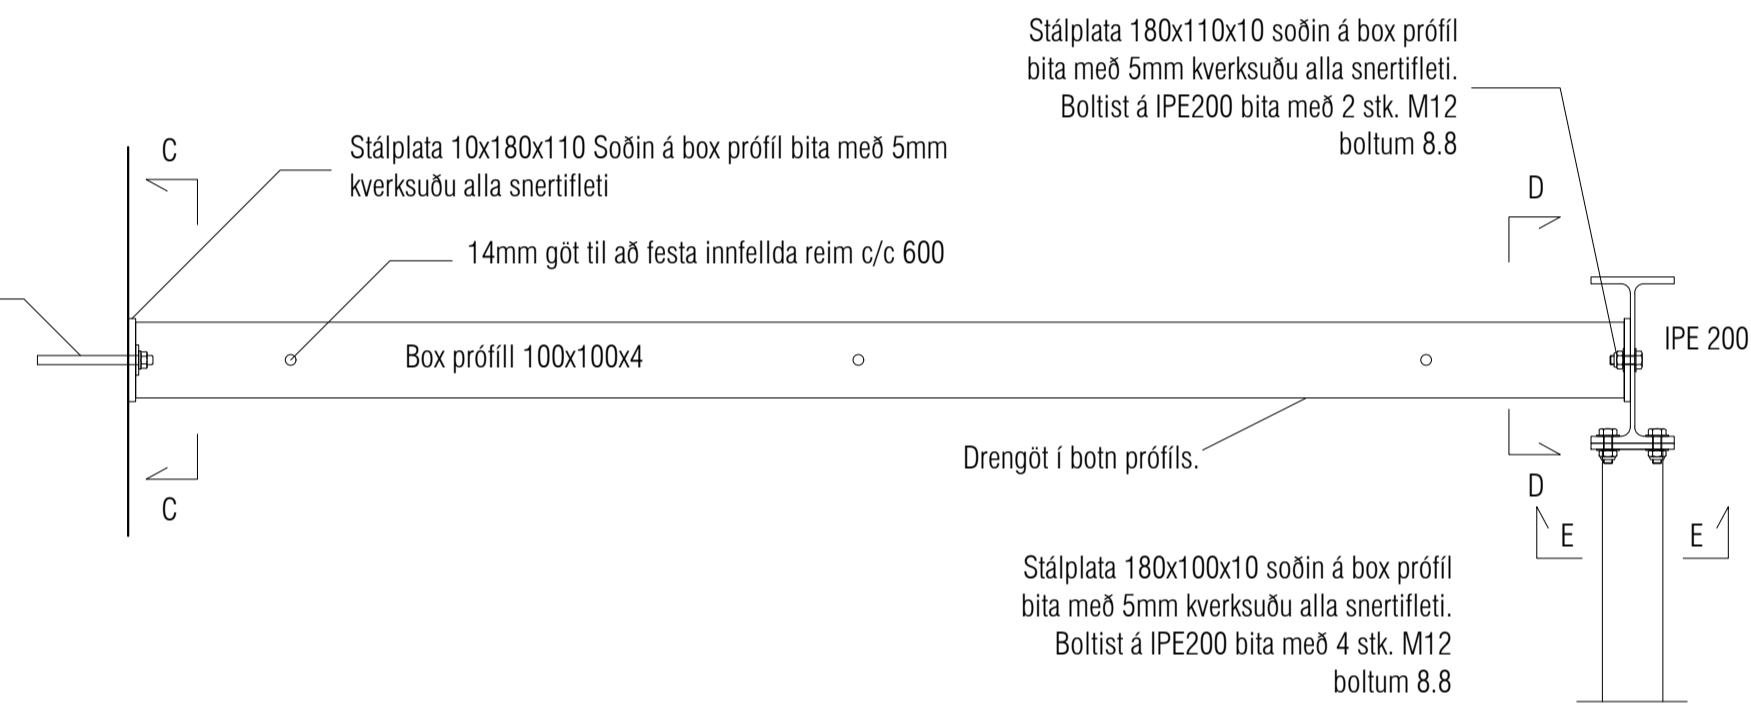 Stálplata 180x110x10 soðin á box prófíl
bita með 5mm kverksuðu alla snertifleti.
Boltist á IPE200 bita með 2 stk. M12
boltum 8.8
C
Stálplata 10x180x110 Soðin á box prófíl bita með 5mm
kverksuðu alla snertifleti
D
14mm göt til að festa innfellda reim c/c 600
IPE 200
Box prófíll 100x100x4
Drengöt í botn prófíls.
C
D
E
E
Stálplata 180x100x10 soðin á box prófíl
bita með 5mm kverksuðu alla snertifleti.
Boltist á IPE200 bita með 4 stk. M12
boltum 8.8